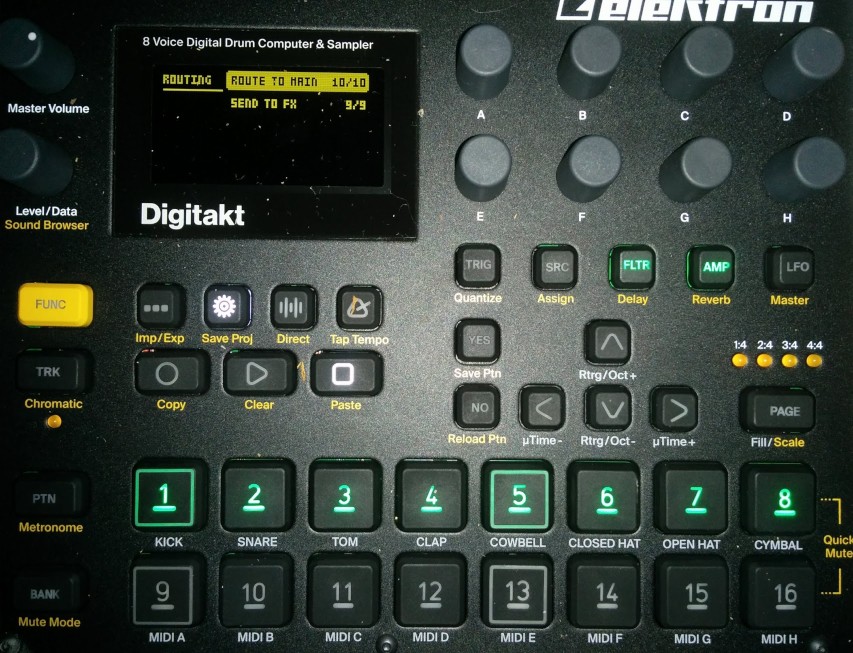 elektron
8 Voice Digital Drum Computer & Sampler
ROUTING ROUTE TO MAIN 10/10
SEND TO FX 9/9
Master Volume
A B C D
Level/Data
Sound Browser
Digitakt
E F G H
TRIG SRC FLTR AMP LFO
Quantize Assign Delay Reverb Master
FUNC
Imp/Exp Save Proj Direct Tap Tempo
YES
Save Ptn Rtrg/Oct+
1:4 2:4 3:4 4:4
TRK
Chromatic
Copy Clear Paste
NO PAGE
Reload Ptn µTime- Rtrg/Oct- µTime+ Fill/Scale
PTN
Metronome
1 2 3 4 5 6 7 8
KICK SNARE TOM CLAP COWBELL CLOSED HAT OPEN HAT CYMBAL
Quick
Mute
BANK
Mute Mode
9 10 11 12 13 14 15 16
MIDI A MIDI B MIDI C MIDI D MIDI E MIDI F MIDI G MIDI H